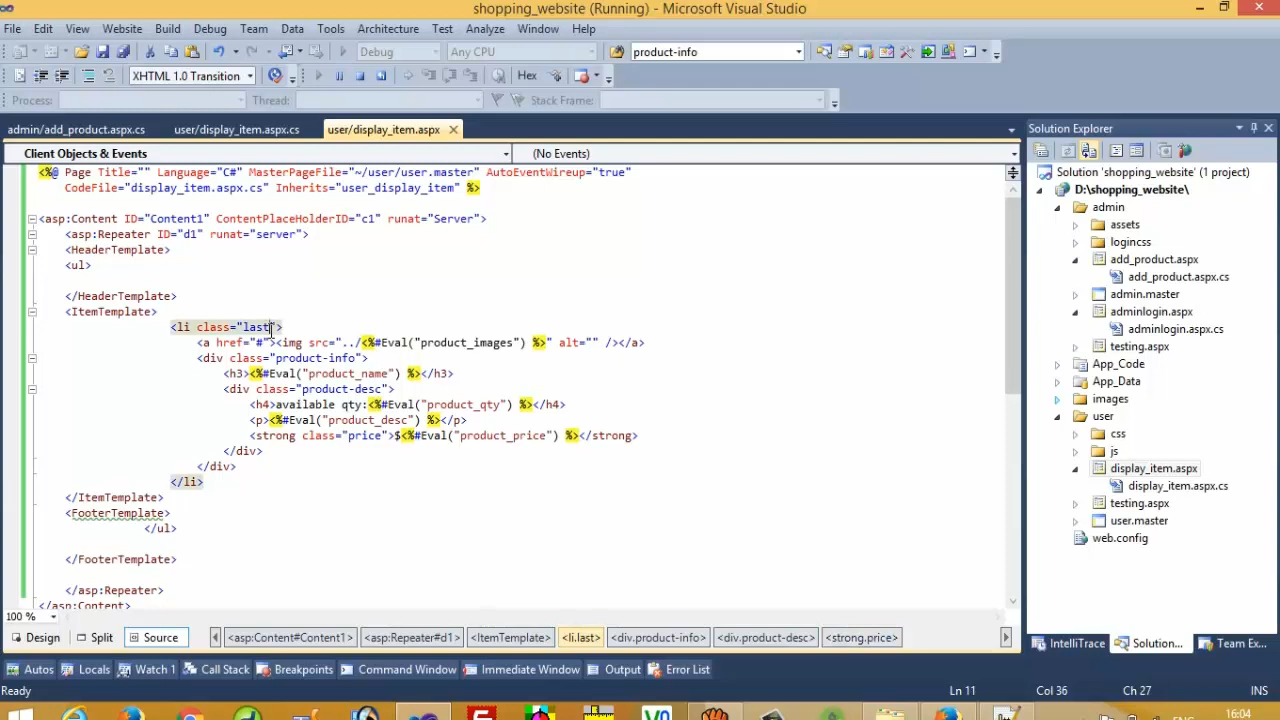 shopping_website (Running) - Microsoft Visual Studio
File Edit View Website Build Debug Team Data Tools Architecture Test Analyze Window Help
Debug Any CPU product-info
XHTML 1.0 Transition Hex
Process: Thread: Stack Frame:
admin/add_product.aspx.cs user/display_item.aspx.cs user/display_item.aspx
Client Objects & Events (No Events)
<%@ Page Title="" Language="C#" MasterPageFile="~/user/user.master" AutoEventWireup="true"
CodeFile="display_item.aspx.cs" Inherits="user_display_item" %>
<asp:Content ID="Content1" ContentPlaceHolderID="c1" runat="Server">
<asp:Repeater ID="d1" runat="server">
<HeaderTemplate>
<ul>
</HeaderTemplate>
<ItemTemplate>
<li class="last">
<a href="#"><img src="../<%#Eval("product_images") %>" alt="" /></a>
<div class="product-info">
<h3><%#Eval("product_name") %></h3>
<div class="product-desc">
<h4>available qty:<%#Eval("product_qty") %></h4>
<p><%#Eval("product_desc") %></p>
<strong class="price">$<%#Eval("product_price") %></strong>
</div>
</div>
</li>
</ItemTemplate>
<FooterTemplate>
</ul>
</FooterTemplate>
</asp:Repeater>
</asp:Content>
100 %
Design Split Source <asp:Content#Content1> <asp:Repeater#d1> <ItemTemplate> <li.last> <div.product-info> <div.product-desc> <strong.price>
Solution Explorer
Solution 'shopping_website' (1 project)
D:\shopping_website\
admin
assets
logincss
add_product.aspx
add_product.aspx.cs
admin.master
adminlogin.aspx
adminlogin.aspx.cs
testing.aspx
App_Code
App_Data
images
user
css
js
display_item.aspx
display_item.aspx.cs
testing.aspx
user.master
web.config
IntelliTrace Solution... Team Ex...
Autos Locals Watch 1 Call Stack Breakpoints Command Window Immediate Window Output Error List
Ready Ln 11 Col 36 Ch 27 INS
16:04